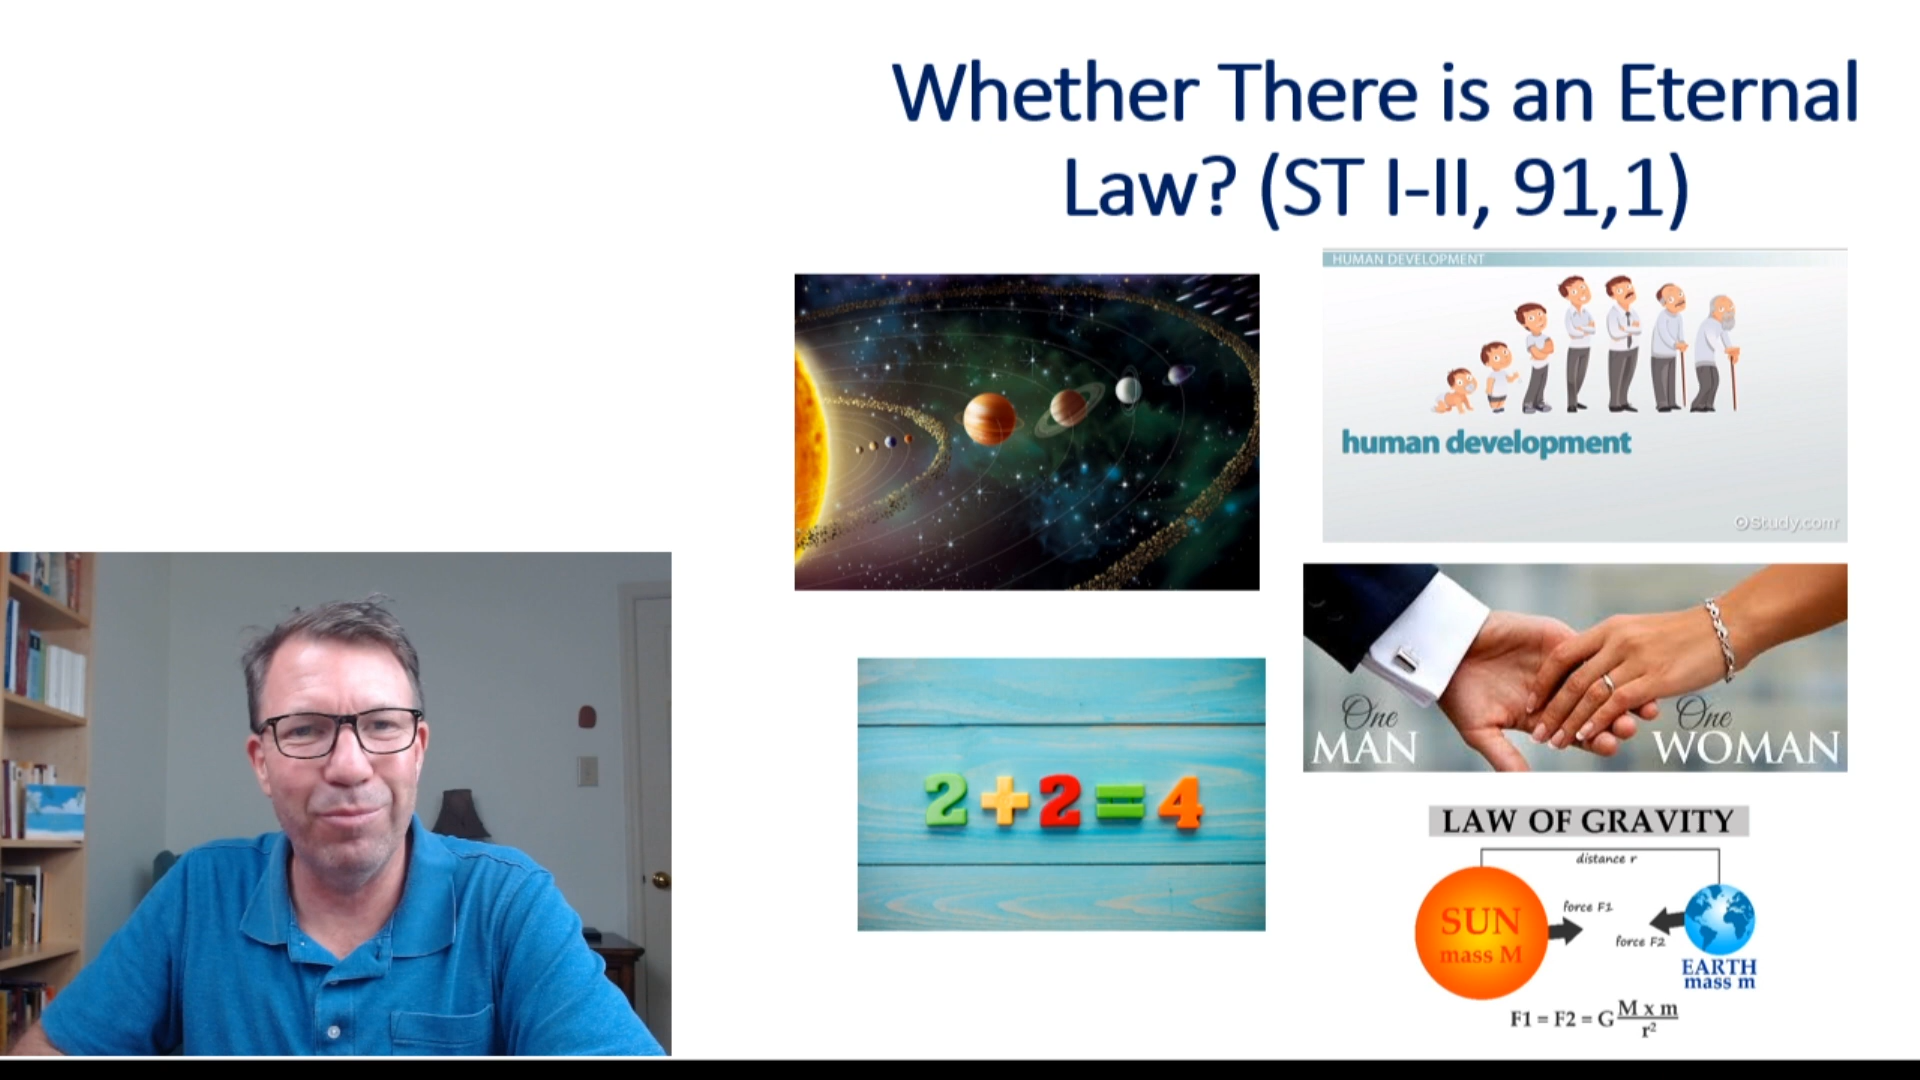 Whether There is an Eternal
Law? (ST I-II, 91,1)
HUMAN DEVELOPMENT
human development
Study.com
One
MAN
One
WOMAN
2+2=4
LAW OF GRAVITY
distance r
SUN
mass M
force F1
force F2
EARTH
mass m
F1 = F2 = G M x m
r²